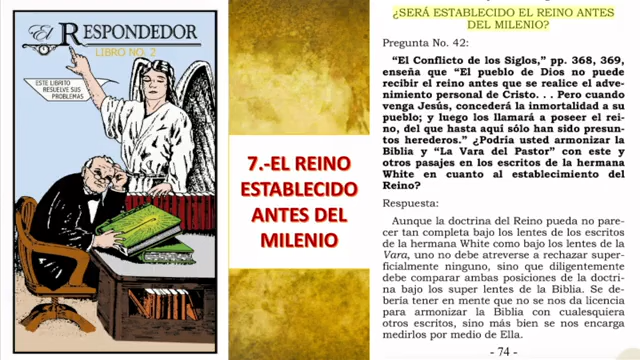 El RESPONDEDOR
LIBRO NO. 2
ESTE LIBRITO
RESUELVE SUS
PROBLEMAS
7.-EL REINO
ESTABLECIDO
ANTES DEL
MILENIO
¿SERÁ ESTABLECIDO EL REINO ANTES
DEL MILENIO?
Pregunta No. 42:
“El Conflicto de los Siglos,” pp. 368, 369,
enseña que “El pueblo de Dios no puede
recibir el reino antes que se realice el adve-
nimiento personal de Cristo. . . Pero cuando
venga Jesús, concederá la inmortalidad a su
pueblo; y luego los llamará a poseer el rei-
no, del que hasta aquí sólo han sido presun-
tos herederos.” ¿Podría usted armonizar la
Biblia y “La Vara del Pastor” con este y
otros pasajes en los escritos de la hermana
White en cuanto al establecimiento del
Reino?
Respuesta:
Aunque la doctrina del Reino pueda no pare-
cer tan completa bajo los lentes de los escritos
de la hermana White como bajo los lentes de la
Vara, uno no debe atreverse a rechazar super-
ficialmente ninguno, sino que diligentemente
debe comparar ambas posiciones de la doctri-
na bajo los super lentes de la Biblia. Se de-
bería tener en mente que no se nos da licencia
para armonizar la Biblia con cualesquiera
otros escritos, sino más bien se nos encarga
medirlos por medio de Ella.
- 74 -